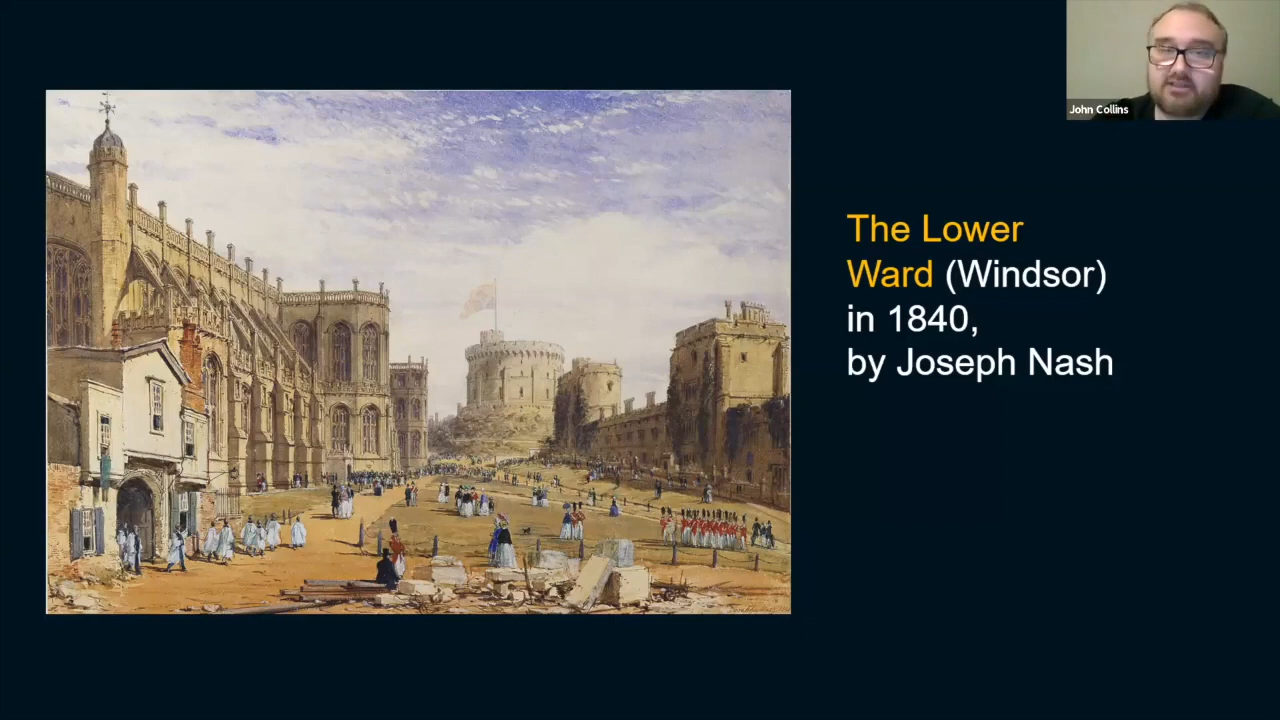 John Collins
The Lower
Ward (Windsor)
in 1840,
by Joseph Nash